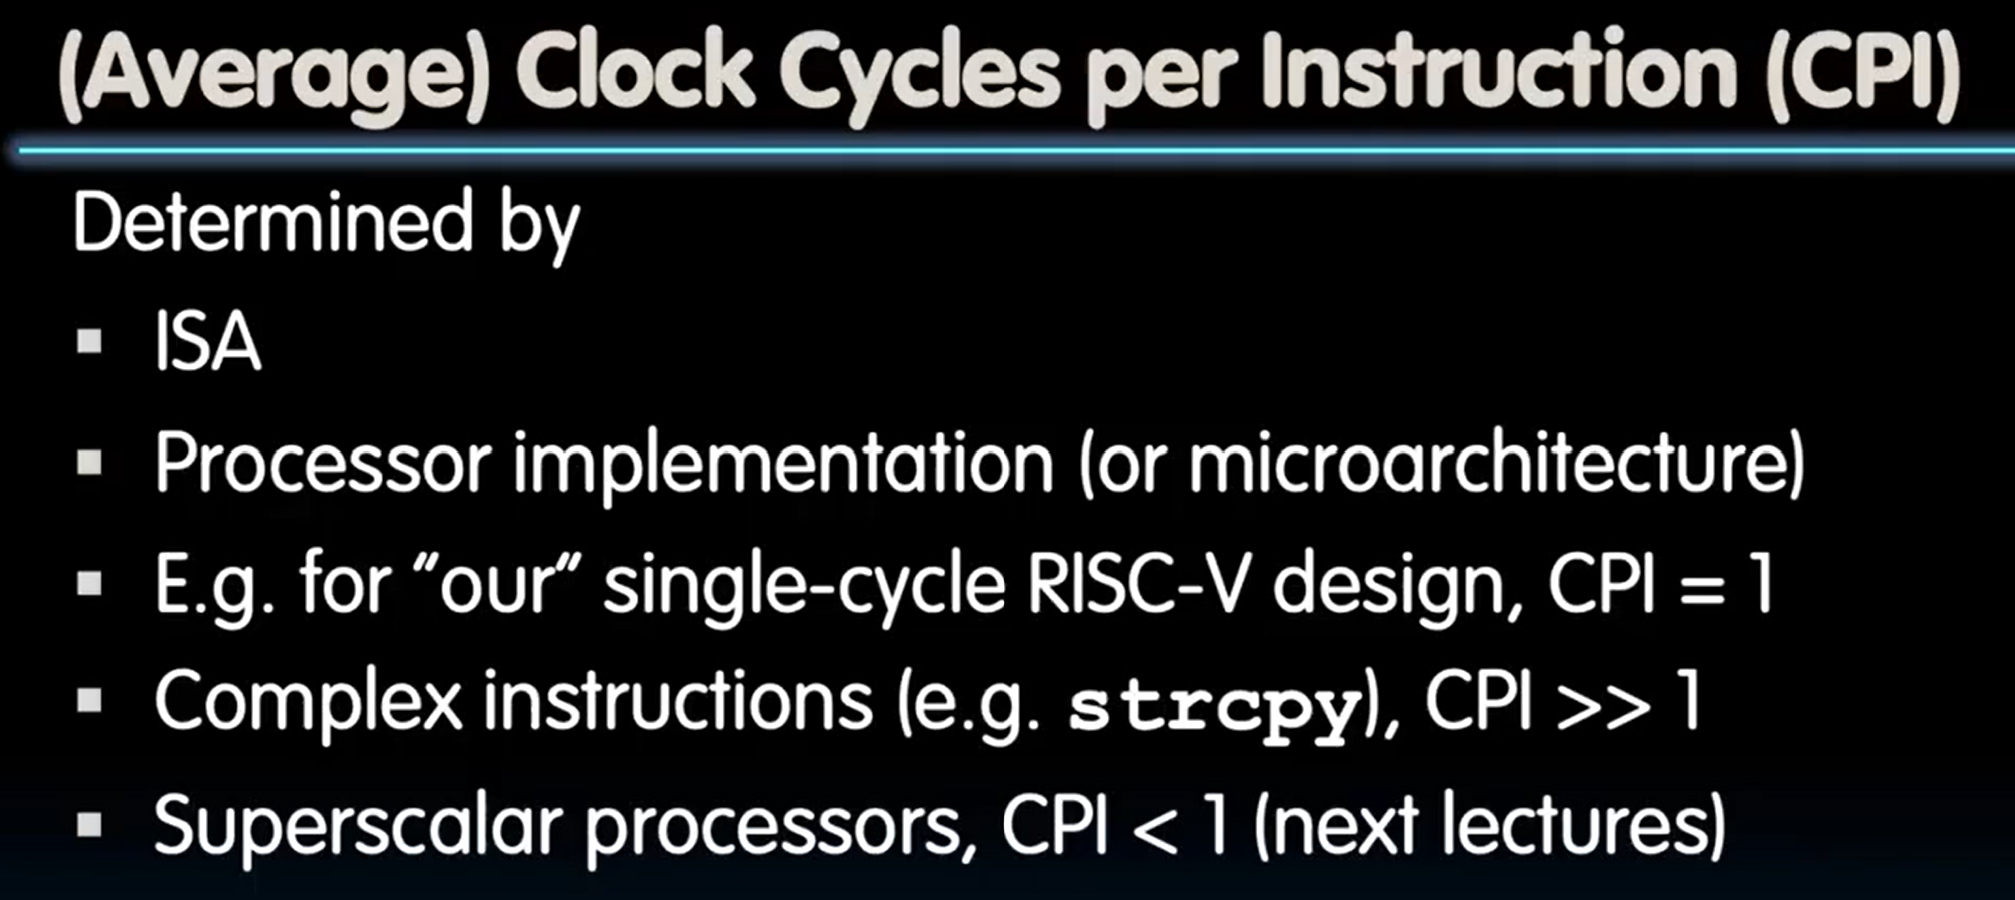 (Average) Clock Cycles per Instruction (CPI)
Determined by
▪ ISA
▪ Processor implementation (or microarchitecture)
▪ E.g. for “our” single-cycle RISC-V design, CPI = 1
▪ Complex instructions (e.g. strcpy), CPI >> 1
▪ Superscalar processors, CPI < 1 (next lectures)